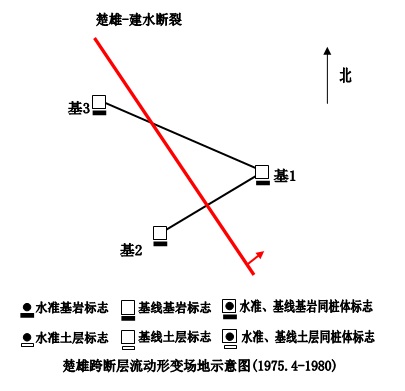 楚雄-建水断裂
北
基3
基1
基2
水准基岩标志 基线基岩标志 水准、基线基岩同桩体标志
水准土层标志 基线土层标志 水准、基线土层同桩体标志
楚雄跨断层流动形变场地示意图(1975.4-1980)